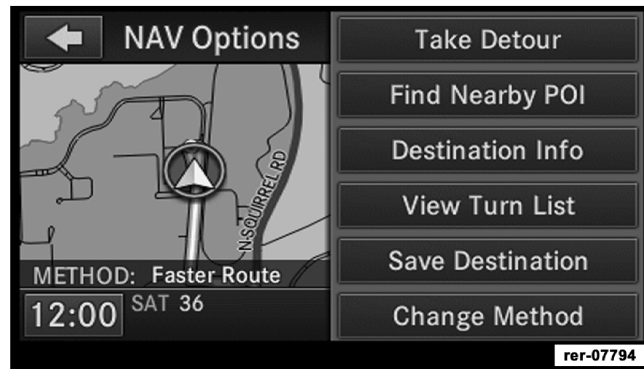 NAV Options
Take Detour
Find Nearby POI
Destination Info
N SQUIRREL RD
View Turn List
Save Destination
METHOD: Faster Route
12:00
SAT 36
Change Method
rer-07794